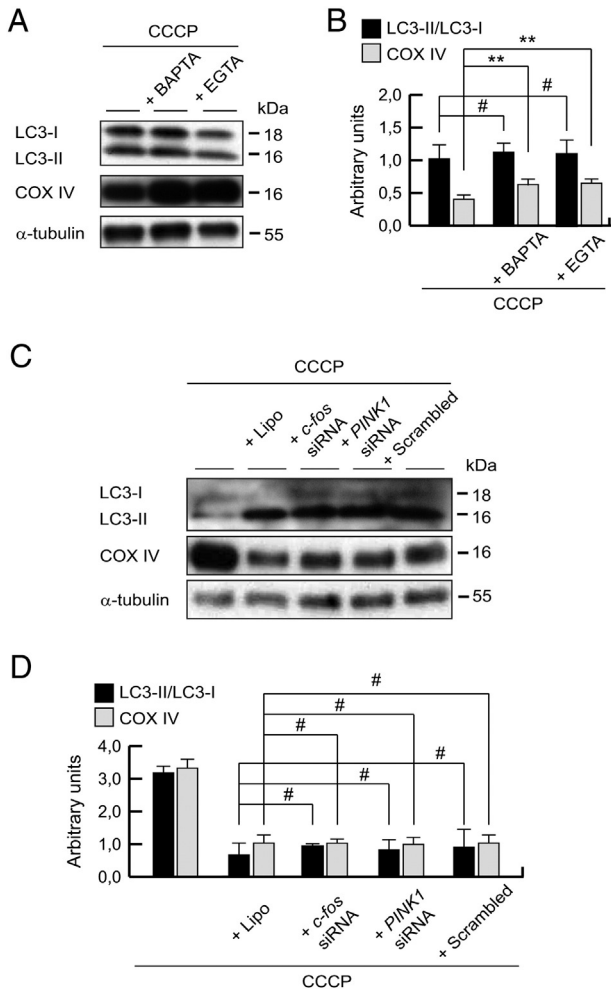 A
CCCP
+ BAPTA
+ EGTA
kDa
LC3-I
18
LC3-II
16
COX IV
16
α-tubulin
55
B
LC3-II/LC3-I
COX IV
**
**
#
#
Arbitrary units
2,0
1,5
1,0
0,5
0,0
+ BAPTA
+ EGTA
CCCP
C
CCCP
+ Lipo
+ c-fos
siRNA
+ PINK1
siRNA
+ Scrambled
kDa
LC3-I
18
LC3-II
16
COX IV
16
α-tubulin
55
D
LC3-II/LC3-I
COX IV
#
#
#
#
#
#
Arbitrary units
4,0
3,0
2,0
1,0
0,0
+ Lipo
+ c-fos
siRNA
+ PINK1
siRNA
+ Scrambled
CCCP